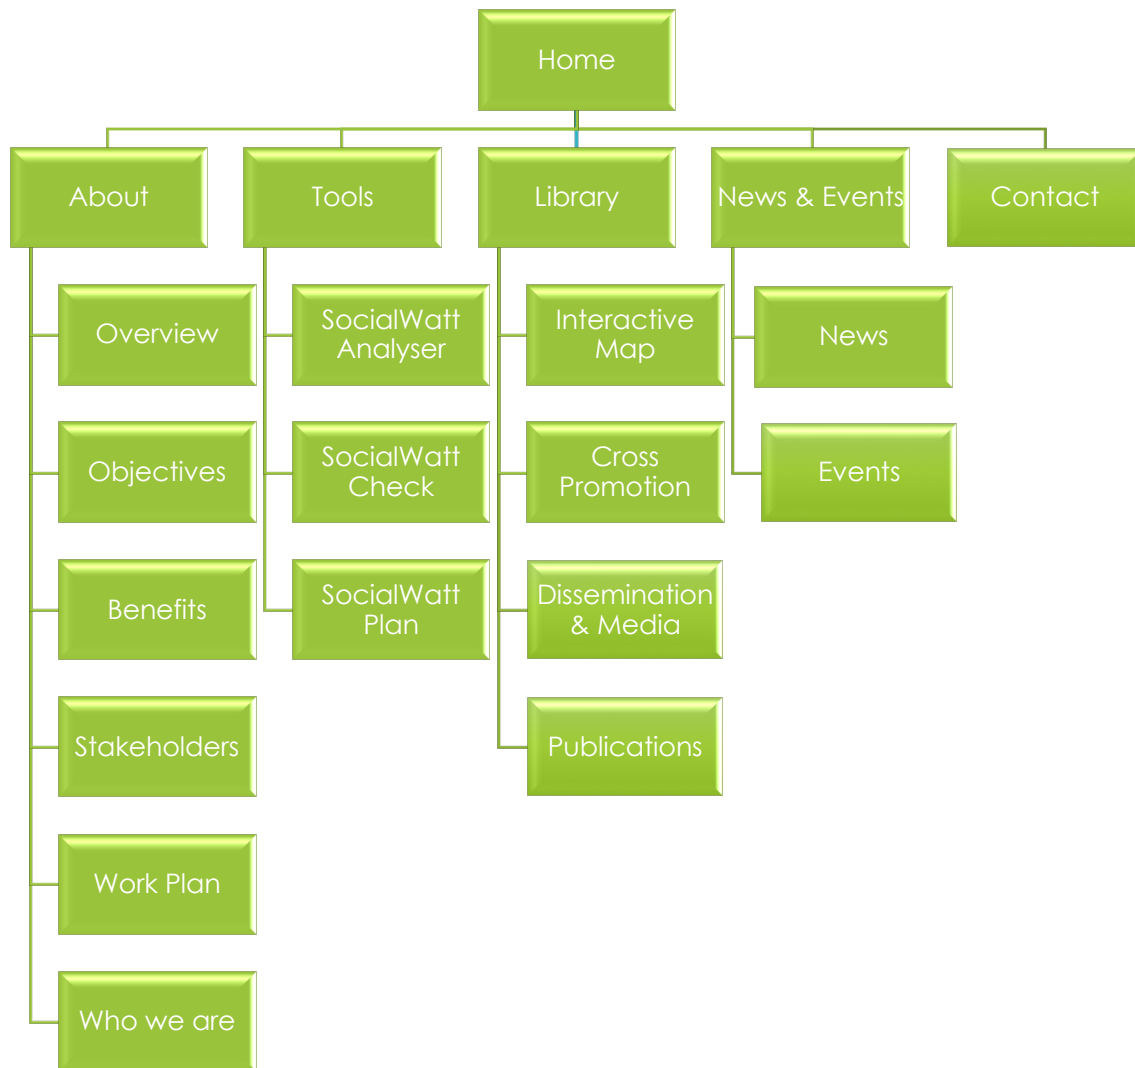 Home
About
Tools
Library
News & Events
Contact
Overview
SocialWatt
Analyser
Interactive
Map
News
Objectives
SocialWatt
Check
Cross
Promotion
Events
Benefits
SocialWatt
Plan
Dissemination
& Media
Stakeholders
Publications
Work Plan
Who we are